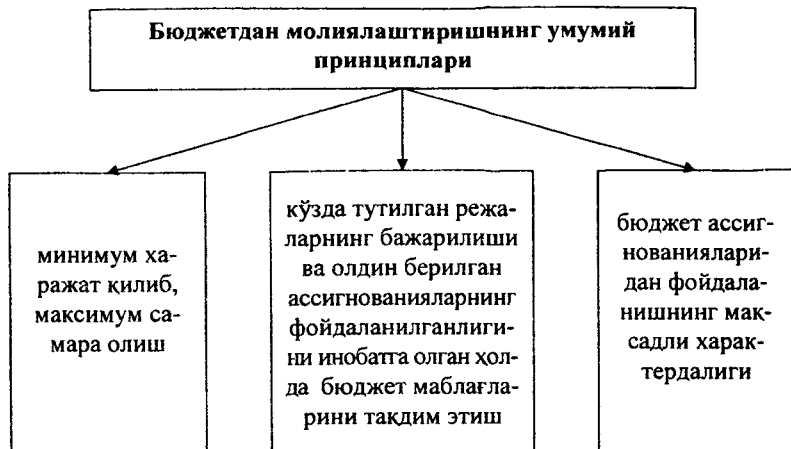 Бюджетдан молиялаштиришнинг умумий
принциплари
минимум ха-
ражат қилиб,
максимум са-
мара олиш
кўзда тутилган режа-
ларнинг бажарилиши
ва олдин берилган
ассигнованияларнинг
фойдаланилганлиги-
ни инобатга олган ҳол-
да бюджет маблағла-
рини тақдим этиш
бюджет ассиг-
нованиялари-
дан фойдала-
нишнинг мақ-
садли харак-
тердалиги